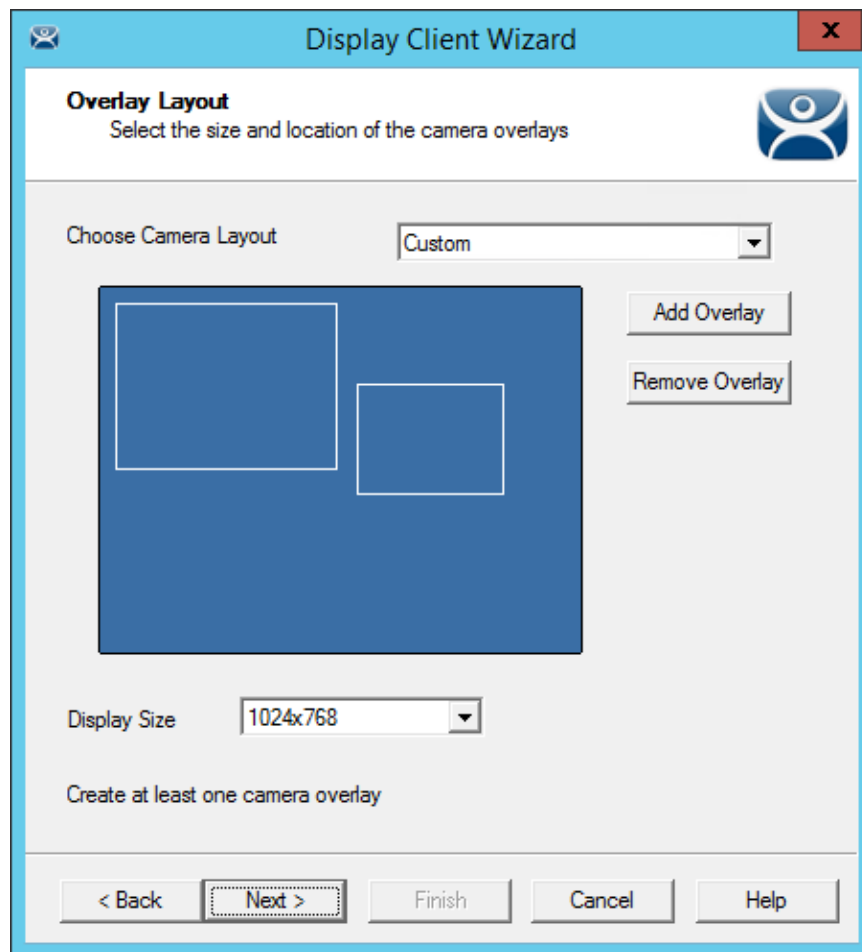 Display Client Wizard
x
Overlay Layout
Select the size and location of the camera overlays
Choose Camera Layout
Custom
Add Overlay
Remove Overlay
Display Size
1024x768
Create at least one camera overlay
< Back
Next >
Finish
Cancel
Help